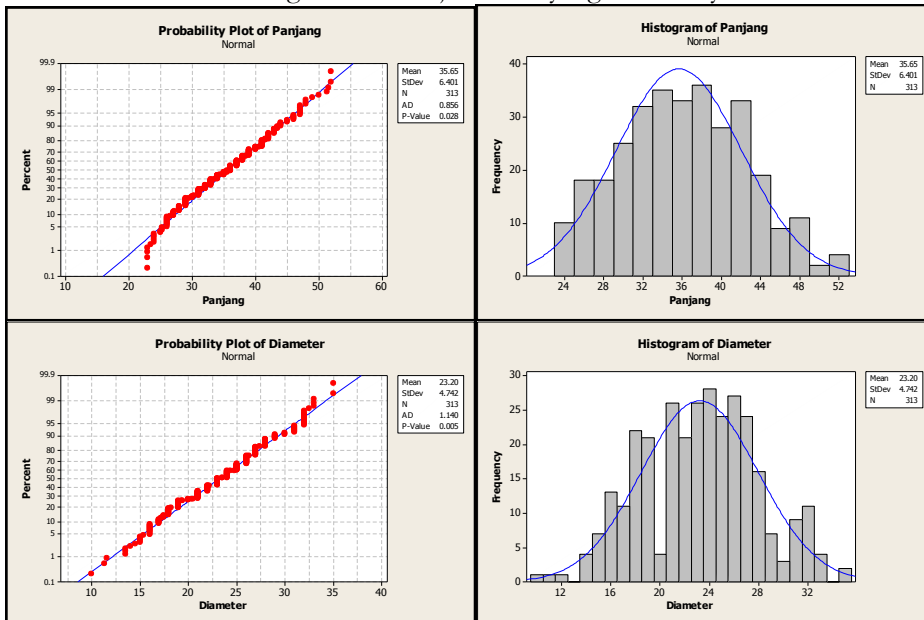 Probability Plot of Panjang
Normal
99.9
99
95
90
80
70
60
50
40
30
20
10
5
1
0.1
Percent
10 20 30 40 50 60
Panjang
Mean 35.65
StDev 6.401
N 313
AD 0.856
P-Value 0.028
Histogram of Panjang
Normal
40
30
20
10
0
Frequency
24 28 32 36 40 44 48 52
Panjang
Mean 35.65
StDev 6.401
N 313
Probability Plot of Diameter
Normal
99.9
99
95
90
80
70
60
50
40
30
20
10
5
1
0.1
Percent
10 15 20 25 30 35 40
Diameter
Mean 23.20
StDev 4.742
N 313
AD 1.140
P-Value 0.005
Histogram of Diameter
Normal
30
25
20
15
10
5
0
Frequency
12 16 20 24 28 32
Diameter
Mean 23.20
StDev 4.742
N 313